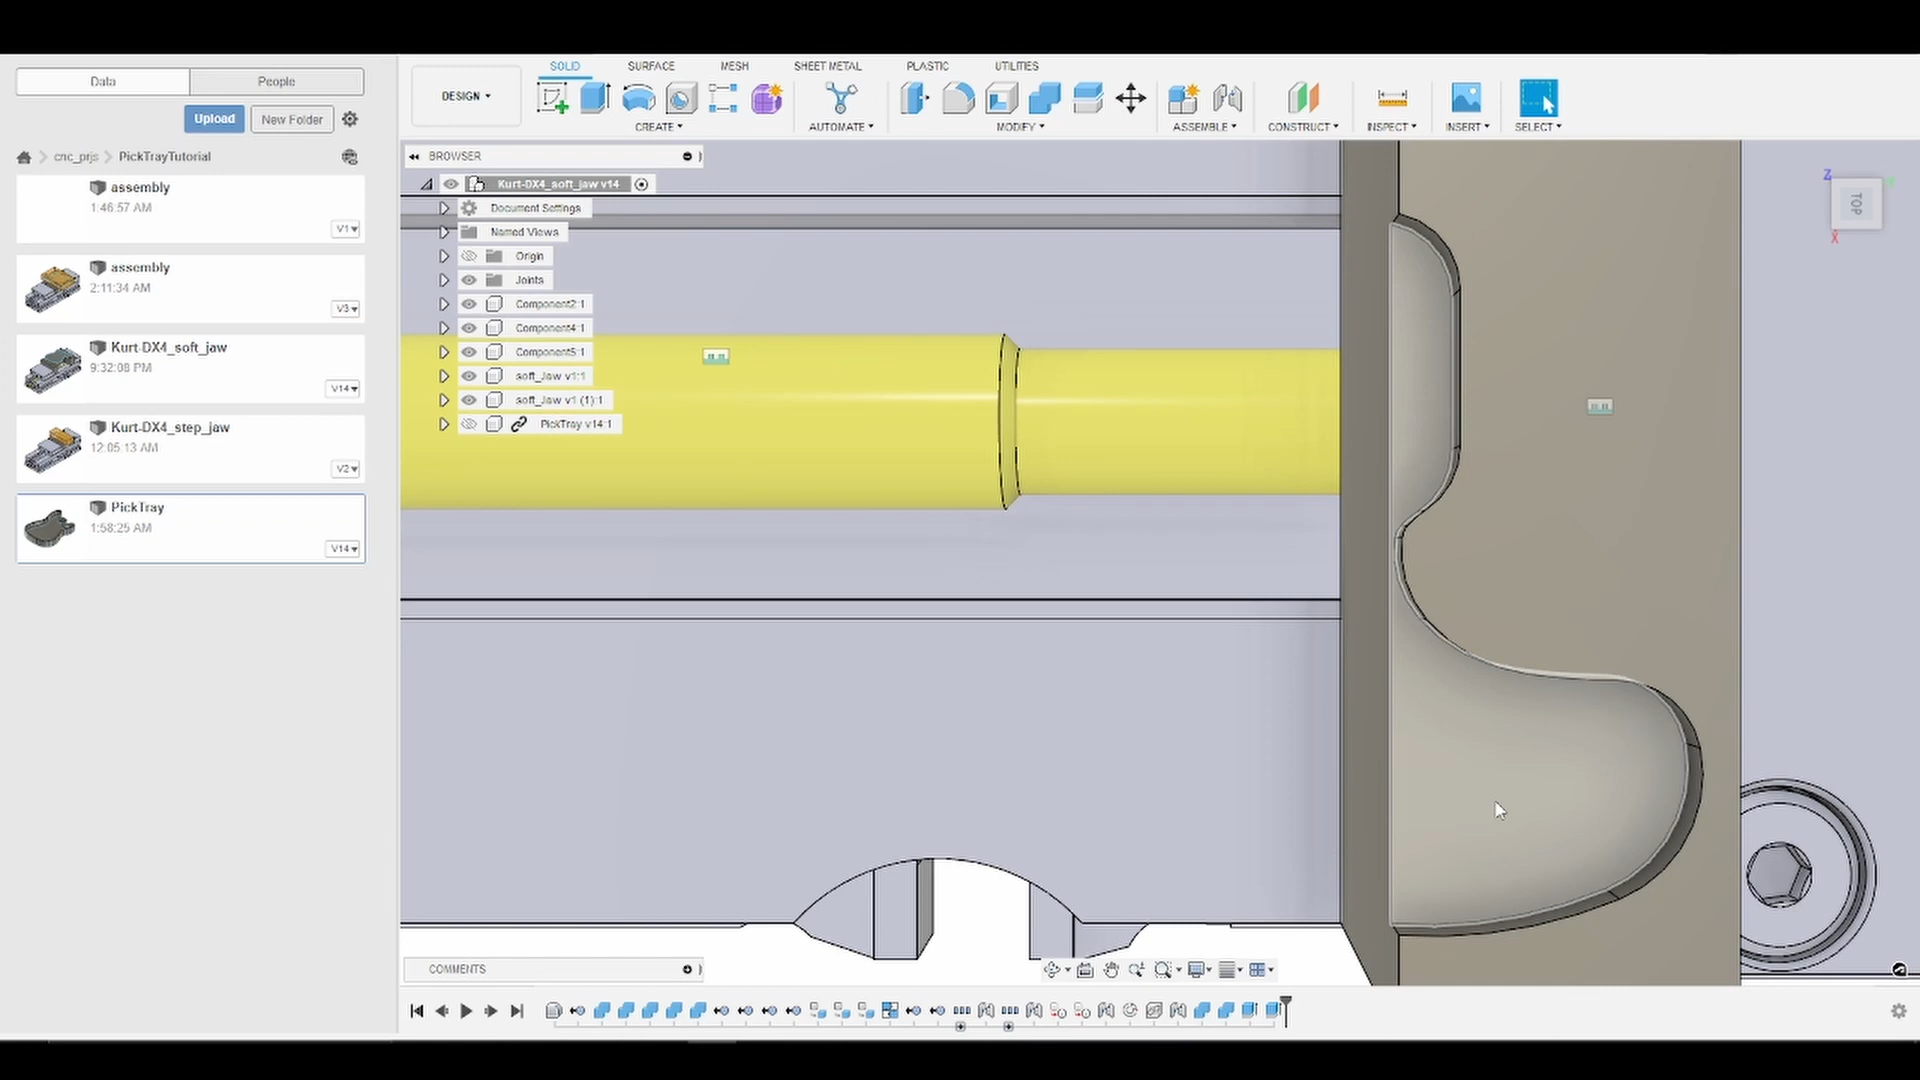 Data
People
Upload
New Folder
cnc_prjs
PickTrayTutorial
assembly
1:46:57 AM
V1
assembly
2:11:34 AM
V3
Kurt-DX4_soft_jaw
9:32:08 PM
V14
Kurt-DX4_step_jaw
12:05:13 AM
V2
PickTray
1:58:25 AM
V14
DESIGN
SOLID
SURFACE
MESH
SHEET METAL
PLASTIC
UTILITIES
CREATE
AUTOMATE
MODIFY
ASSEMBLE
CONSTRUCT
INSPECT
INSERT
SELECT
BROWSER
Kurt-DX4_soft_jaw v14
Document Settings
Named Views
Origin
Joints
Component2:1
Component4:1
Component5:1
soft_Jaw v1:1
soft_Jaw v1 (1):1
PickTray v14:1
Z
TOP
X
COMMENTS